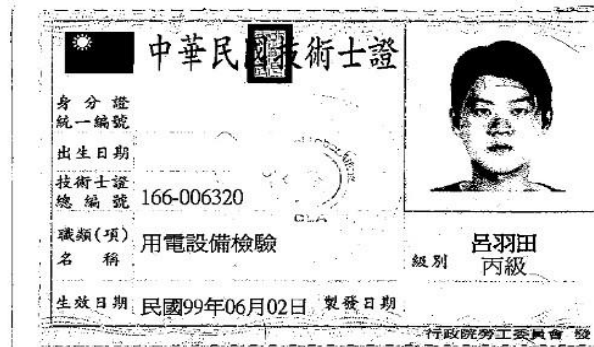 中華民國技術士證
身分證
統一編號
出生日期
技術士證
總編號 166-006320
CLA
職類(項)
名稱 用電設備檢驗
呂羽田
級別 丙級
生效日期 民國99年06月02日 製發日期
行政院勞工委員會 發